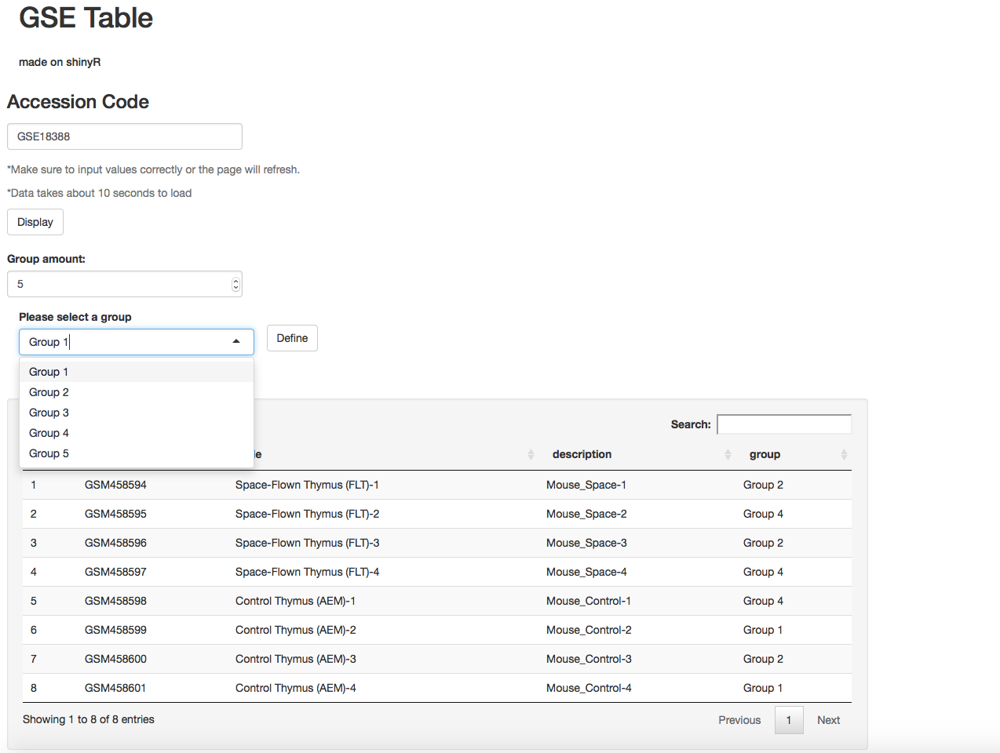 GSE Table
made on shinyR
Accession Code
GSE18388
*Make sure to input values correctly or the page will refresh.
*Data takes about 10 seconds to load
Display
Group amount:
5
Please select a group
Group 1
Define
Group 1
Group 2
Group 3
Group 4
Group 5
Search:
description group
1 GSM458594 Space-Flown Thymus (FLT)-1 Mouse_Space-1 Group 2
2 GSM458595 Space-Flown Thymus (FLT)-2 Mouse_Space-2 Group 4
3 GSM458596 Space-Flown Thymus (FLT)-3 Mouse_Space-3 Group 2
4 GSM458597 Space-Flown Thymus (FLT)-4 Mouse_Space-4 Group 4
5 GSM458598 Control Thymus (AEM)-1 Mouse_Control-1 Group 4
6 GSM458599 Control Thymus (AEM)-2 Mouse_Control-2 Group 1
7 GSM458600 Control Thymus (AEM)-3 Mouse_Control-3 Group 2
8 GSM458601 Control Thymus (AEM)-4 Mouse_Control-4 Group 1
Showing 1 to 8 of 8 entries
Previous 1 Next